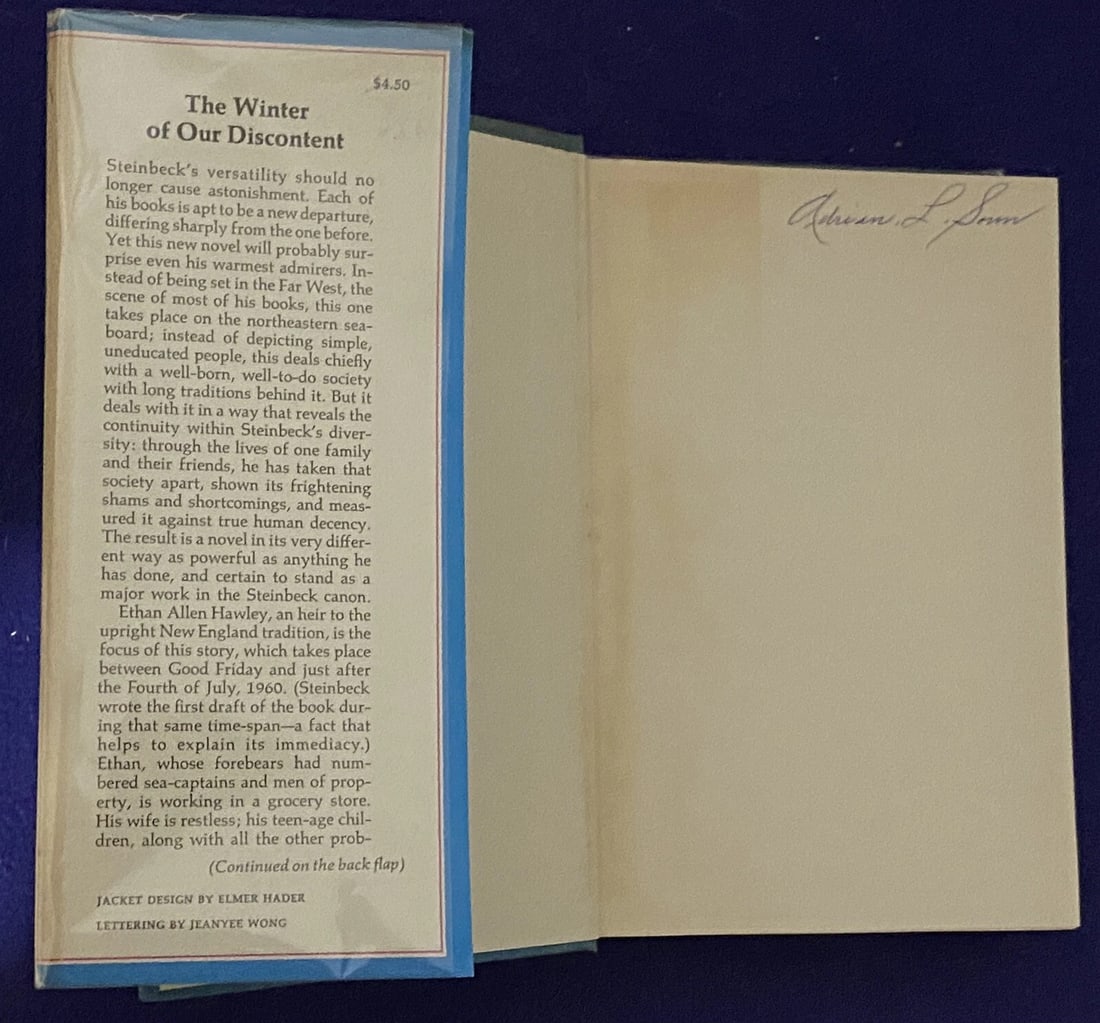 $4.50
The Winter
of Our Discontent
Steinbeck's versatility should no
longer cause astonishment. Each of
his books is apt to be a new departure,
differing sharply from the one before.
Yet this new novel will probably sur-
prise even his warmest admirers. In-
stead of being set in the Far West, the
scene of most of his books, this one
takes place on the northeastern sea-
board; instead of depicting simple,
uneducated people, this deals chiefly
with a well-born, well-to-do society
with long traditions behind it. But it
deals with it in a way that reveals the
continuity within Steinbeck's diver-
sity: through the lives of one family
and their friends, he has taken that
society apart, shown its frightening
shams and shortcomings, and meas-
ured it against true human decency.
The result is a novel in its very differ-
ent way as powerful as anything he
has done, and certain to stand as a
major work in the Steinbeck canon.
Ethan Allen Hawley, an heir to the
upright New England tradition, is the
focus of this story, which takes place
between Good Friday and just after
the Fourth of July, 1960. (Steinbeck
wrote the first draft of the book dur-
ing that same time-span—a fact that
helps to explain its immediacy.)
Ethan, whose forebears had num-
bered sea-captains and men of prop-
erty, is working in a grocery store.
His wife is restless; his teen-age chil-
dren, along with all the other prob-
(Continued on the back flap)
JACKET DESIGN BY ELMER HADER
LETTERING BY JEANYEE WONG
Adrian L.